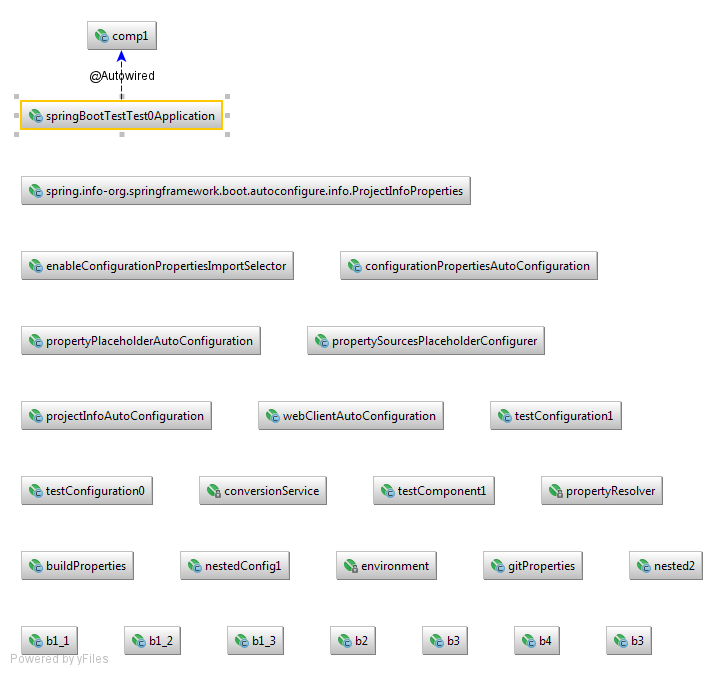 comp1
@Autowired
springBootTestTest0Application
spring.info-org.springframework.boot.autoconfigure.info.ProjectInfoProperties
enableConfigurationPropertiesImportSelector configurationPropertiesAutoConfiguration
propertyPlaceholderAutoConfiguration propertySourcesPlaceholderConfigurer
projectInfoAutoConfiguration webClientAutoConfiguration testConfiguration1
testConfiguration0 conversionService testComponent1 propertyResolver
buildProperties nestedConfig1 environment gitProperties nested2
b1_1 b1_2 b1_3 b2 b3 b4 b3
Powered by yFiles